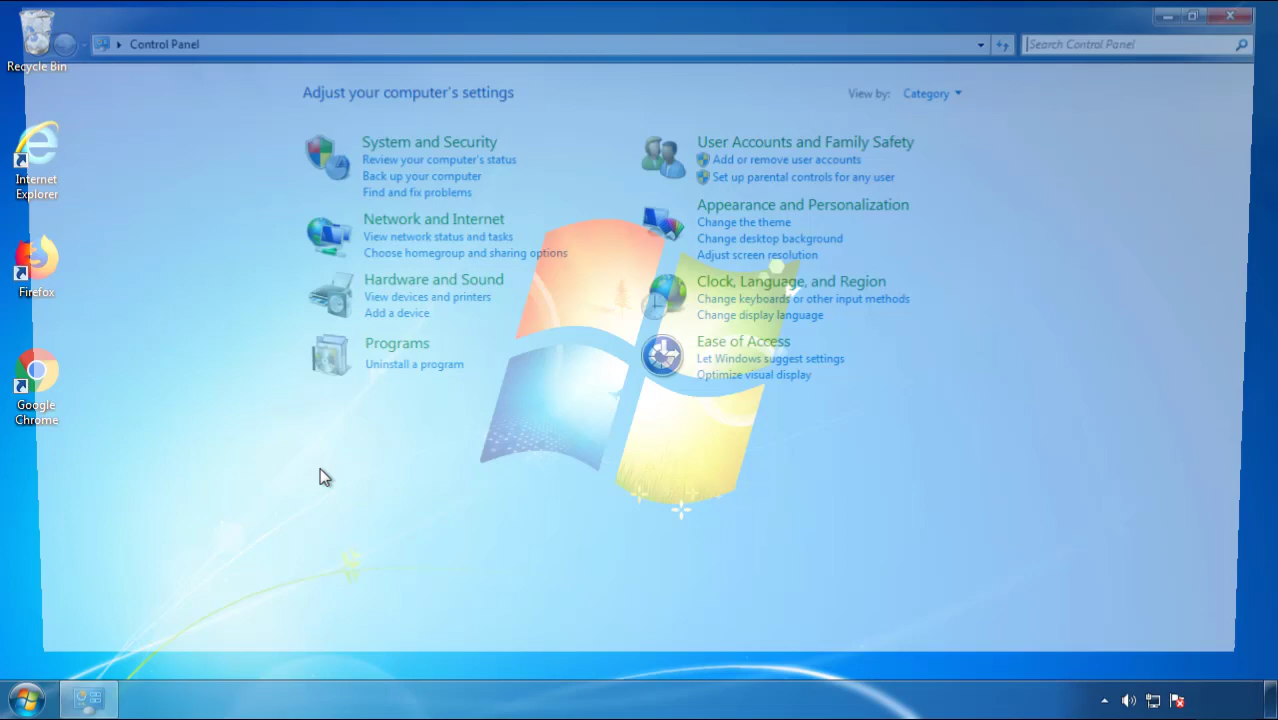 Recycle Bin
Internet
Explorer
Firefox
Google
Chrome
Control Panel
Search Control Panel
Adjust your computer's settings
View by: Category
System and Security
Review your computer's status
Back up your computer
Find and fix problems
Network and Internet
View network status and tasks
Choose homegroup and sharing options
Hardware and Sound
View devices and printers
Add a device
Programs
Uninstall a program
User Accounts and Family Safety
Add or remove user accounts
Set up parental controls for any user
Appearance and Personalization
Change the theme
Change desktop background
Adjust screen resolution
Clock, Language, and Region
Change keyboards or other input methods
Change display language
Ease of Access
Let Windows suggest settings
Optimize visual display